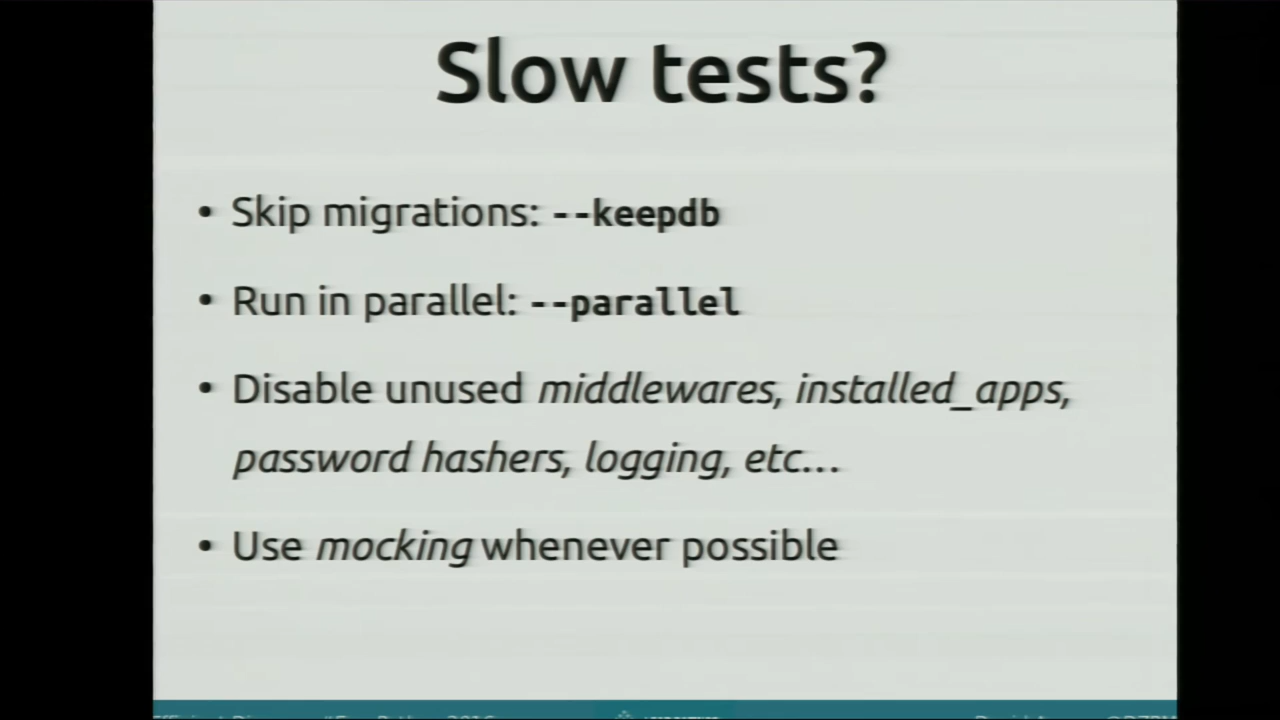 Slow tests?
• Skip migrations: --keepdb
• Run in parallel: --parallel
• Disable unused middlewares, installed_apps,
password hashers, logging, etc...
• Use mocking whenever possible